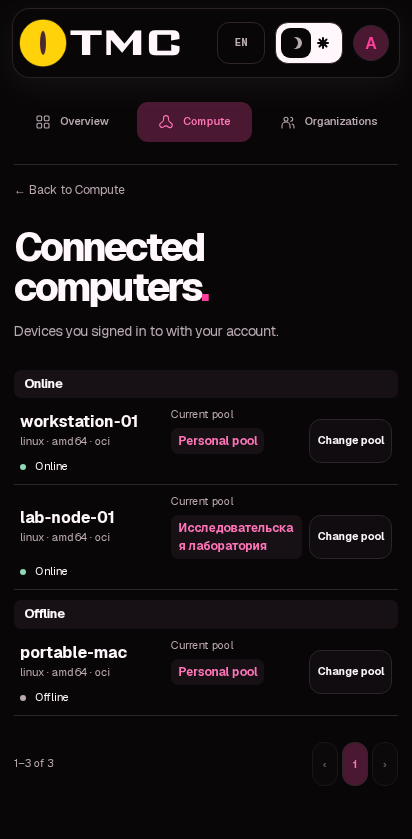 TMC
EN
A
Overview
Compute
Organizations
← Back to Compute
Connected
computers.
Devices you signed in to with your account.
Online
workstation-01
linux · amd64 · oci
Online
Current pool
Personal pool
Change pool
lab-node-01
linux · amd64 · oci
Online
Current pool
Исследовательска
я лаборатория
Change pool
Offline
portable-mac
linux · amd64 · oci
Offline
Current pool
Personal pool
Change pool
1–3 of 3
‹
1
›